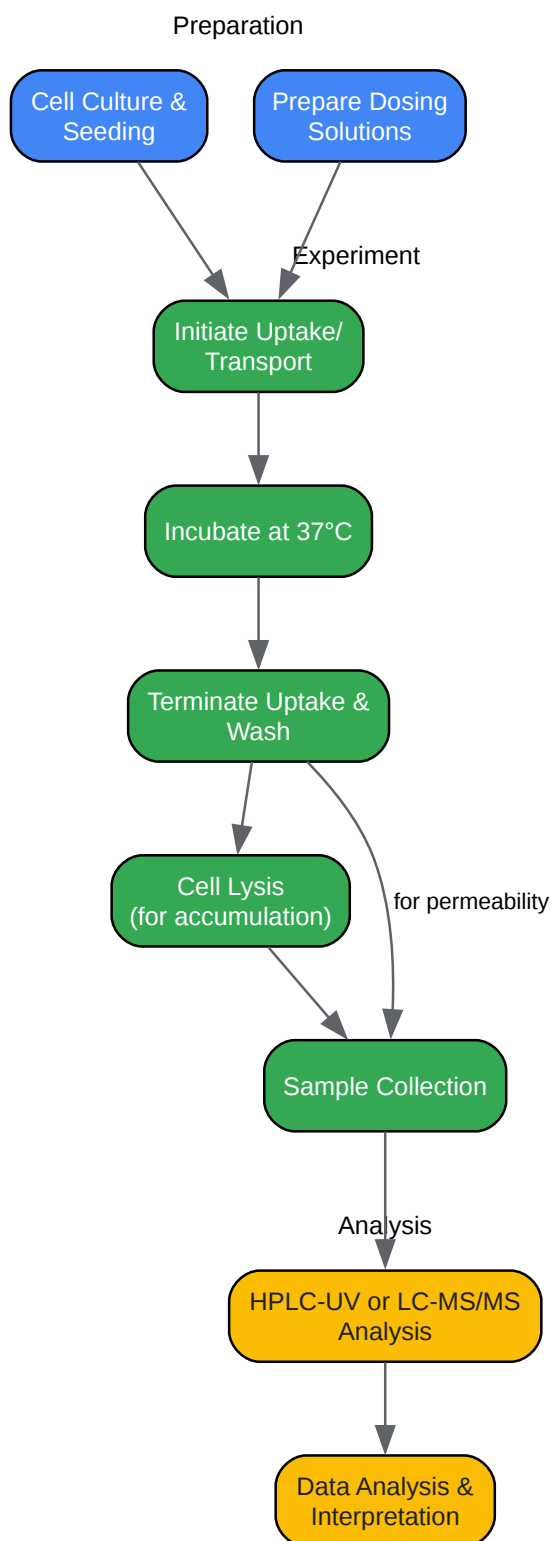 Preparation
Cell Culture &
Seeding
Prepare Dosing
Solutions
Experiment
Initiate Uptake/
Transport
Incubate at 37°C
Terminate Uptake &
Wash
Cell Lysis
(for accumulation)
for permeability
Sample Collection
Analysis
HPLC-UV or LC-MS/MS
Analysis
Data Analysis &
Interpretation